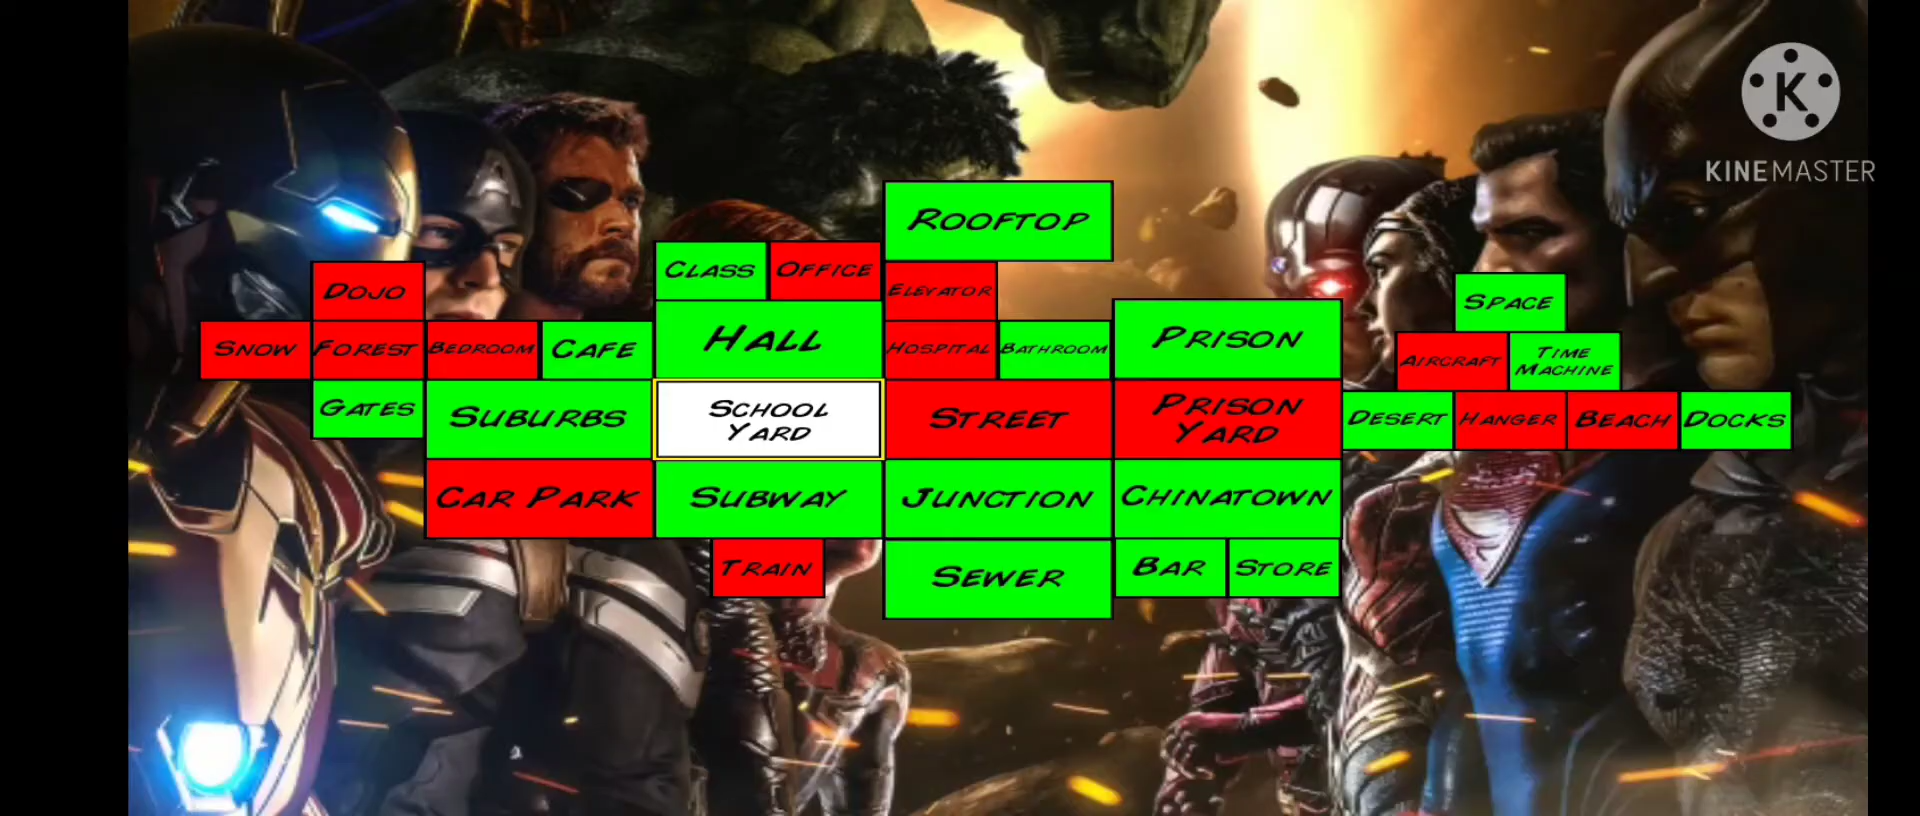 K
KINEMASTER
ROOFTOP
CLASS
OFFICE
ELEVATOR
DOJO
SPACE
SNOW
FOREST
BEDROOM
CAFE
HALL
HOSPITAL
BATHROOM
PRISON
AIRCRAFT
TIME
MACHINE
GATES
SUBURBS
SCHOOL
YARD
STREET
PRISON
YARD
DESERT
HANGER
BEACH
DOCKS
CAR PARK
SUBWAY
JUNCTION
CHINATOWN
TRAIN
SEWER
BAR
STORE